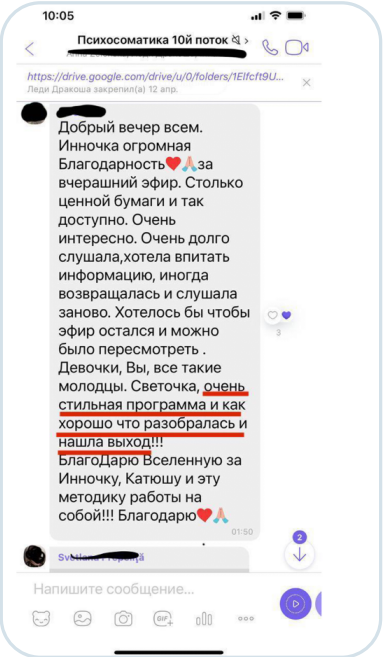 10:05
Психосоматика 10й поток
https://drive.google.com/drive/u/0/folders/1Elfcft9U...
Леди Дракоша закрепил(а) 12 апр.
Добрый вечер всем.
Инночка огромная
Благодарность❤️🙏🏻за
вчерашний эфир. Столько
ценной бумаги и так
доступно. Очень
интересно. Очень долго
слушала,хотела впитать
информацию, иногда
возвращалась и слушала
заново. Хотелось бы чтобы
эфир остался и можно
было пересмотреть .
Девочки, Вы, все такие
молодцы. Светочка, очень
стильная программа и как
хорошо что разобралась и
нашла выход!!!
БлагоДарю Вселенную за
Инночку, Катюшу и эту
методику работы на
собой!!! Благодарю❤️🙏🏻
3
01:50
2
Напишите сообщение...
GIF